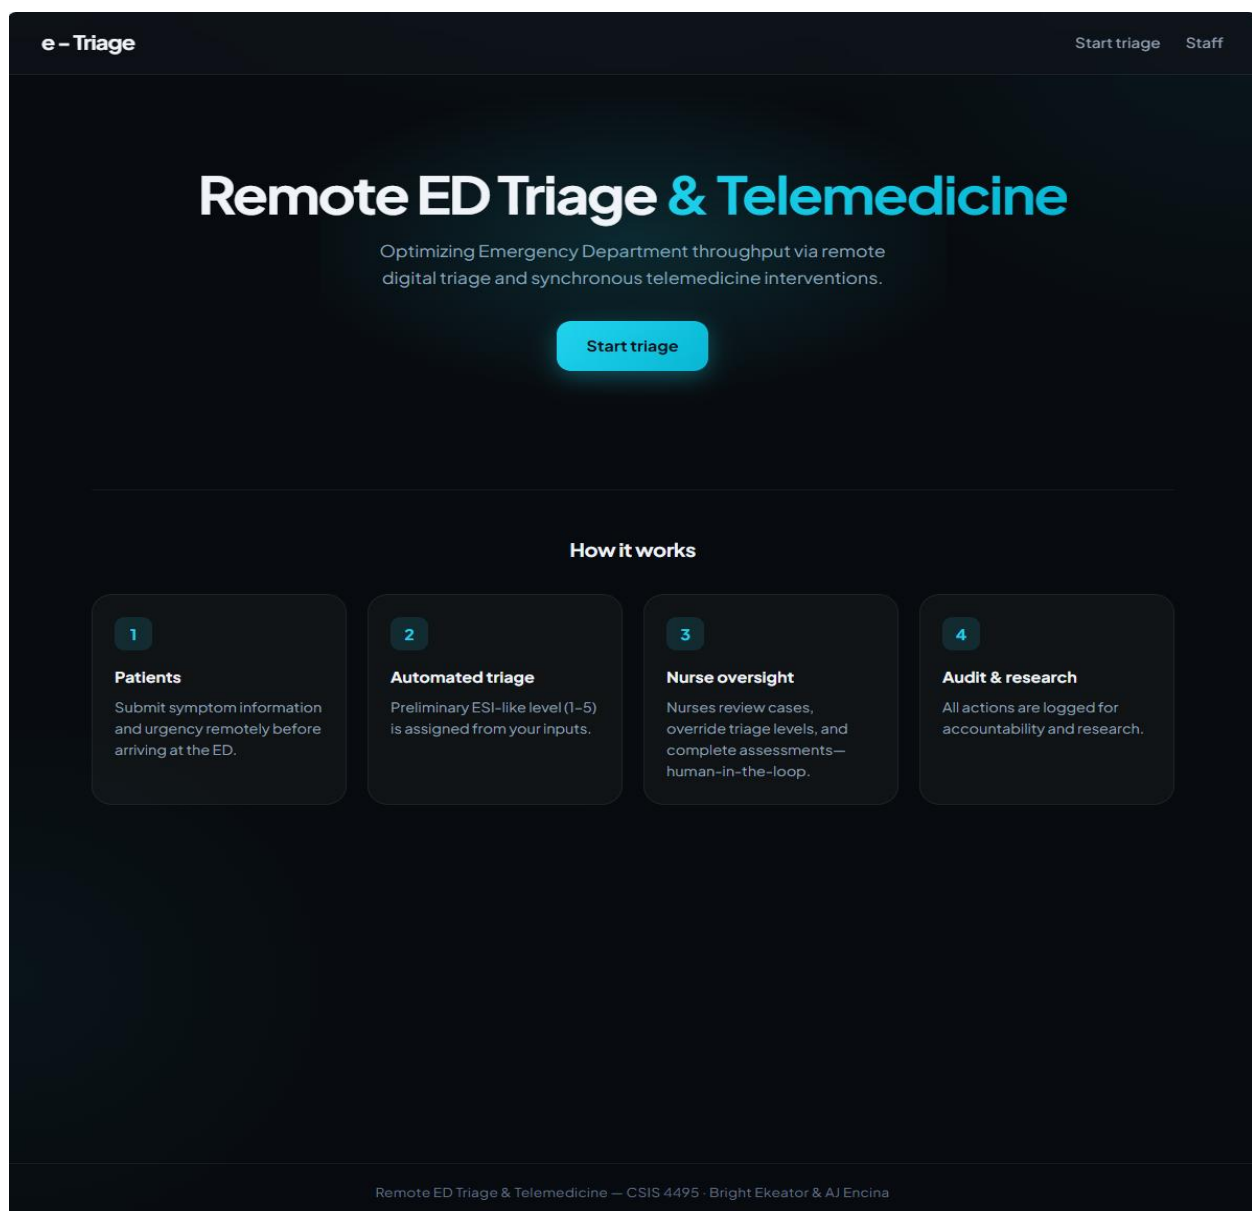 e – Triage
Start triage
Staff
Remote ED Triage & Telemedicine
Optimizing Emergency Department throughput via remote
digital triage and synchronous telemedicine interventions.
Start triage
How it works
1
Patients
Submit symptom information
and urgency remotely before
arriving at the ED.
2
Automated triage
Preliminary ESI-like level (1–5)
is assigned from your inputs.
3
Nurse oversight
Nurses review cases,
override triage levels, and
complete assessments—
human-in-the-loop.
4
Audit & research
All actions are logged for
accountability and research.
Remote ED Triage & Telemedicine — CSIS 4495 · Bright Ekeator & AJ Encina